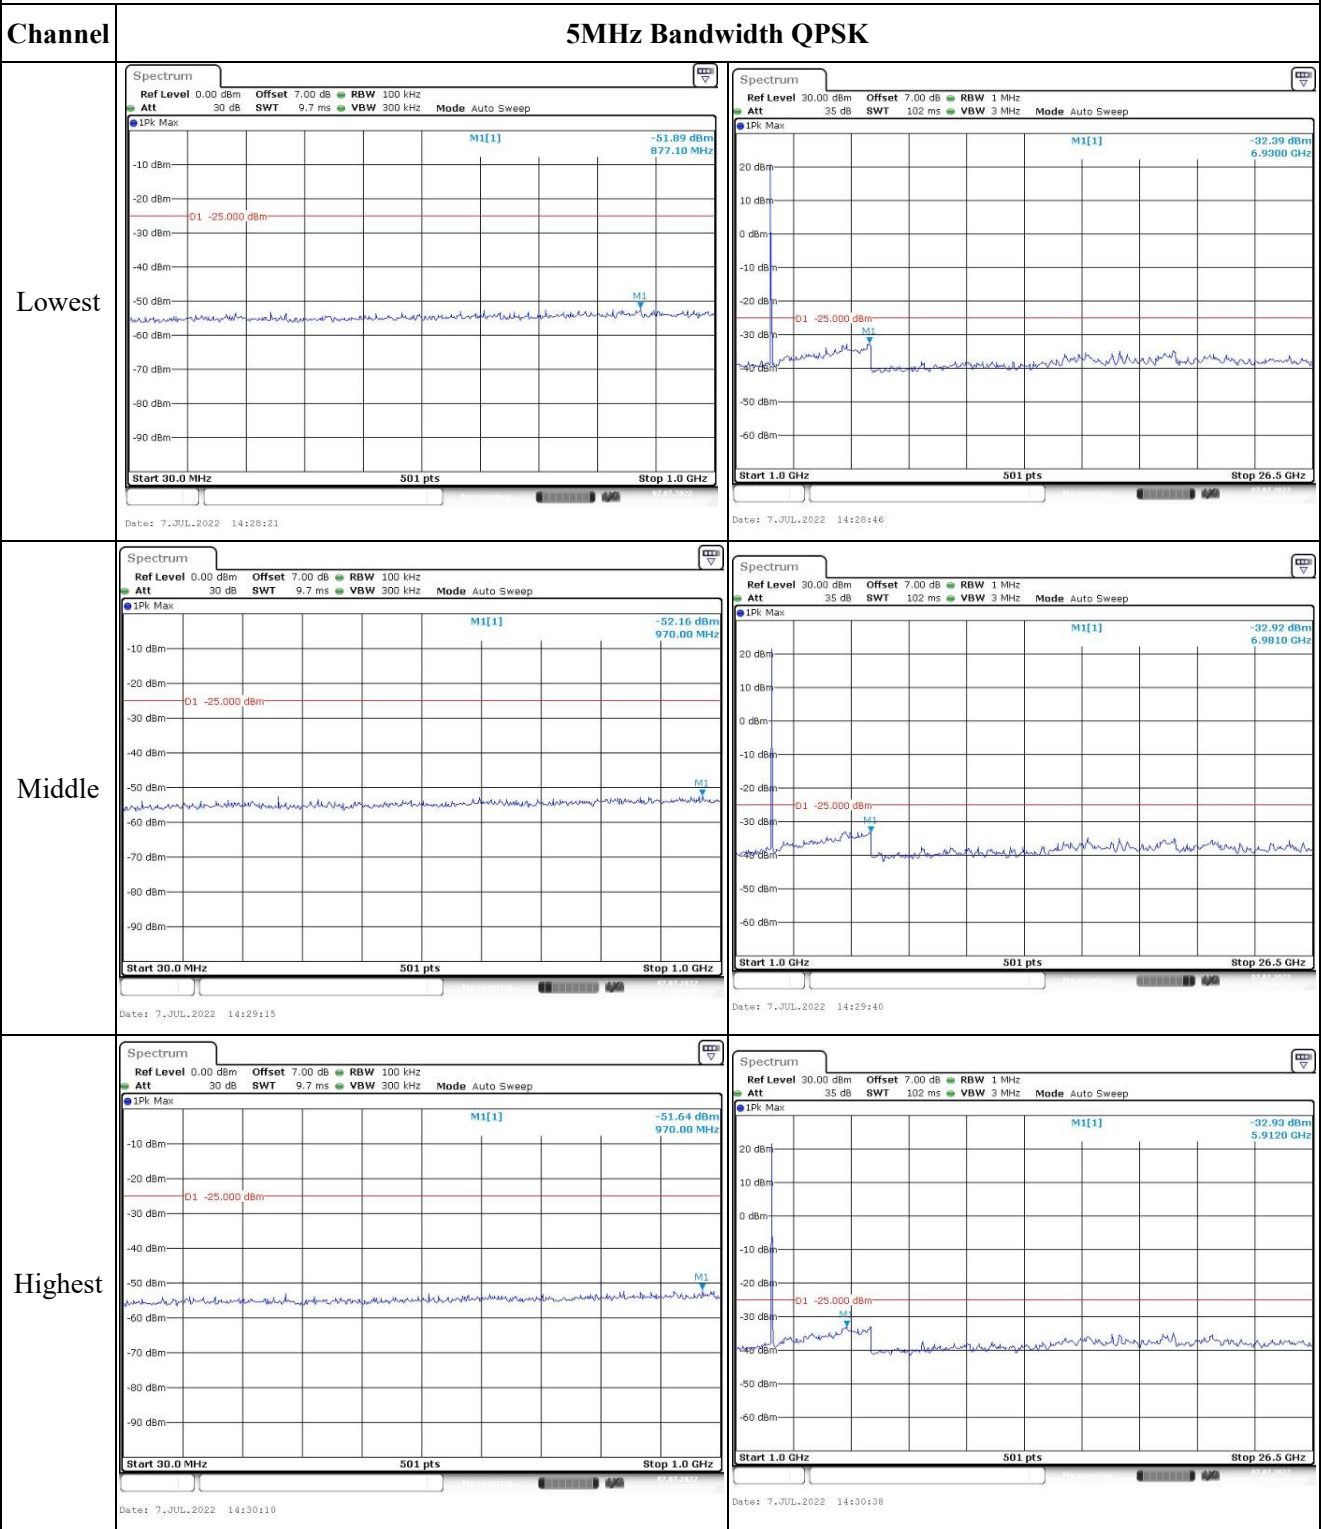 Channel 5MHz Bandwidth QPSK
Lowest
Spectrum
Ref Level 0.00 dBm Offset 7.00 dB RBW 100 kHz
Att 30 dB SWT 9.7 ms VBW 300 kHz Mode Auto Sweep
1Pk Max
M1[1] -51.89 dBm
877.10 MHz
-10 dBm
-20 dBm
D1 -25.000 dBm
-30 dBm
-40 dBm
-50 dBm
M1
-60 dBm
-70 dBm
-80 dBm
-90 dBm
Start 30.0 MHz 501 pts Stop 1.0 GHz
Date: 7.JUL.2022 14:28:21
Spectrum
Ref Level 30.00 dBm Offset 7.00 dB RBW 1 MHz
Att 35 dB SWT 102 ms VBW 3 MHz Mode Auto Sweep
1Pk Max
M1[1] -32.39 dBm
6.9300 GHz
20 dBm
10 dBm
0 dBm
-10 dBm
-20 dBm
D1 -25.000 dBm
-30 dBm
M1
-40 dBm
-50 dBm
-60 dBm
Start 1.0 GHz 501 pts Stop 26.5 GHz
Date: 7.JUL.2022 14:28:46
Middle
Spectrum
Ref Level 0.00 dBm Offset 7.00 dB RBW 100 kHz
Att 30 dB SWT 9.7 ms VBW 300 kHz Mode Auto Sweep
1Pk Max
M1[1] -52.16 dBm
970.00 MHz
-10 dBm
-20 dBm
D1 -25.000 dBm
-30 dBm
-40 dBm
-50 dBm
M1
-60 dBm
-70 dBm
-80 dBm
-90 dBm
Start 30.0 MHz 501 pts Stop 1.0 GHz
Date: 7.JUL.2022 14:29:15
Spectrum
Ref Level 30.00 dBm Offset 7.00 dB RBW 1 MHz
Att 35 dB SWT 102 ms VBW 3 MHz Mode Auto Sweep
1Pk Max
M1[1] -32.92 dBm
6.9810 GHz
20 dBm
10 dBm
0 dBm
-10 dBm
-20 dBm
D1 -25.000 dBm
-30 dBm
M1
-40 dBm
-50 dBm
-60 dBm
Start 1.0 GHz 501 pts Stop 26.5 GHz
Date: 7.JUL.2022 14:29:40
Highest
Spectrum
Ref Level 0.00 dBm Offset 7.00 dB RBW 100 kHz
Att 30 dB SWT 9.7 ms VBW 300 kHz Mode Auto Sweep
1Pk Max
M1[1] -51.64 dBm
970.00 MHz
-10 dBm
-20 dBm
D1 -25.000 dBm
-30 dBm
-40 dBm
-50 dBm
M1
-60 dBm
-70 dBm
-80 dBm
-90 dBm
Start 30.0 MHz 501 pts Stop 1.0 GHz
Date: 7.JUL.2022 14:30:10
Spectrum
Ref Level 30.00 dBm Offset 7.00 dB RBW 1 MHz
Att 35 dB SWT 102 ms VBW 3 MHz Mode Auto Sweep
1Pk Max
M1[1] -32.93 dBm
5.9120 GHz
20 dBm
10 dBm
0 dBm
-10 dBm
-20 dBm
D1 -25.000 dBm
-30 dBm
M1
-40 dBm
-50 dBm
-60 dBm
Start 1.0 GHz 501 pts Stop 26.5 GHz
Date: 7.JUL.2022 14:30:38